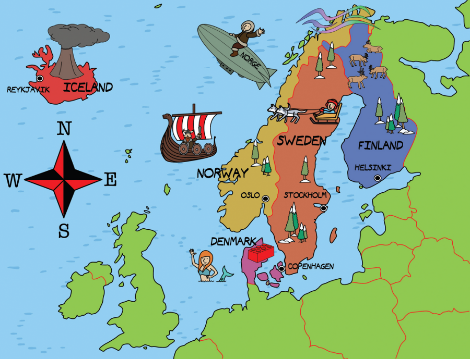 NORGE
REYKJAVIK
ICELAND
N
W
E
S
SWEDEN
FINLAND
HELSINKI
NORWAY
OSLO
STOCKHOLM
DENMARK
COPENHAGEN